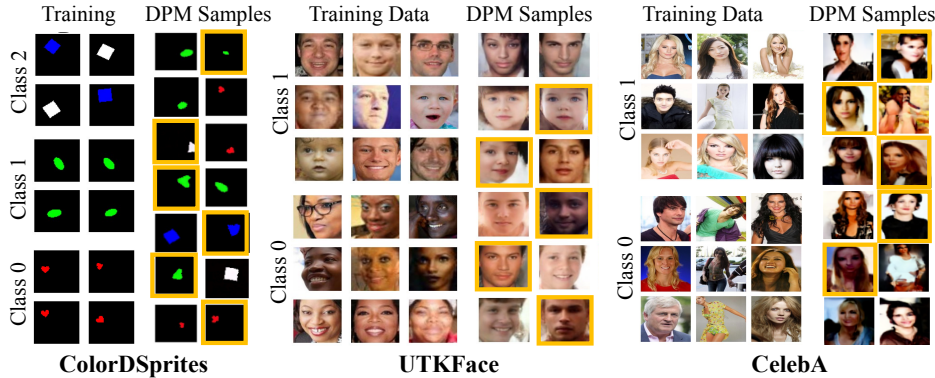 Training
DPM Samples
Training Data
DPM Samples
Training Data
DPM Samples
Class 2
Class 1
Class 0
Class 1
Class 0
Class 1
Class 0
ColorDSprites
UTKFace
CelebA